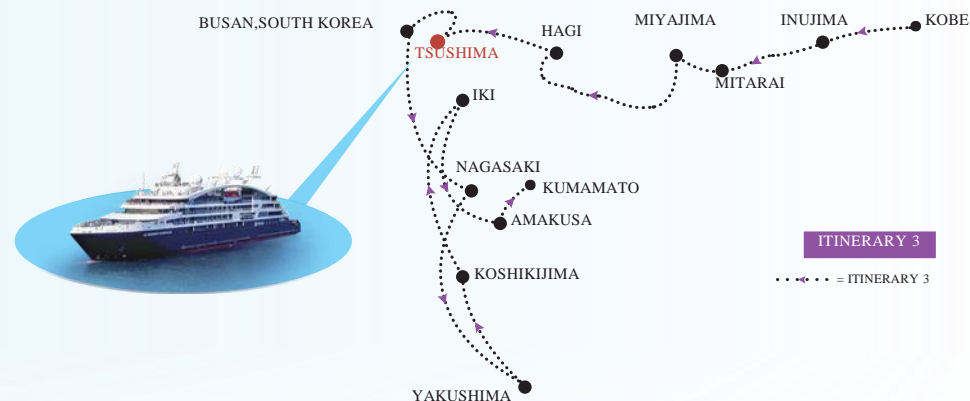 BUSAN,SOUTH KOREA
TSUSHIMA
HAGI
MIYAJIMA
INUJIMA
KOBE
MITARAI
IKI
NAGASAKI
KUMAMATO
AMAKUSA
ITINERARY 3
KOSHIKIJIMA
= ITINERARY 3
YAKUSHIMA